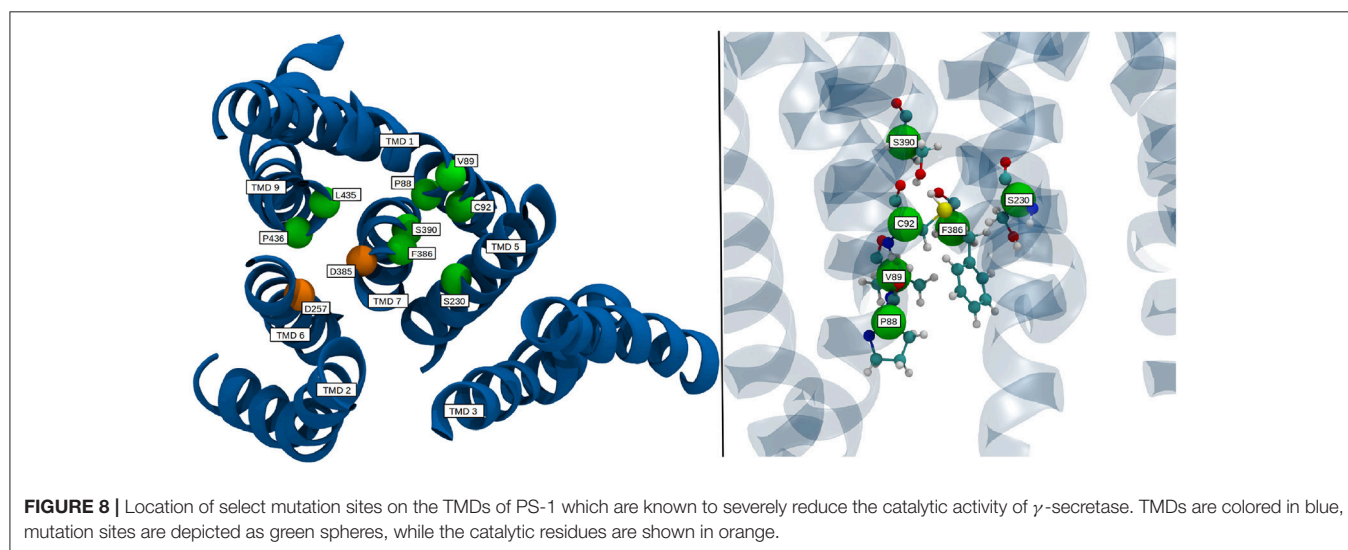 TMD 1
V89
P88
TMD 9
L435
C92
S390
P436
F386
TMD 5
D385
S230
TMD 7
D257
TMD 6
TMD 2
TMD 3
S390
S230
C92
F386
V89
P88
FIGURE 8 | Location of select mutation sites on the TMDs of PS-1 which are known to severely reduce the catalytic activity of γ-secretase. TMDs are colored in blue,
mutation sites are depicted as green spheres, while the catalytic residues are shown in orange.